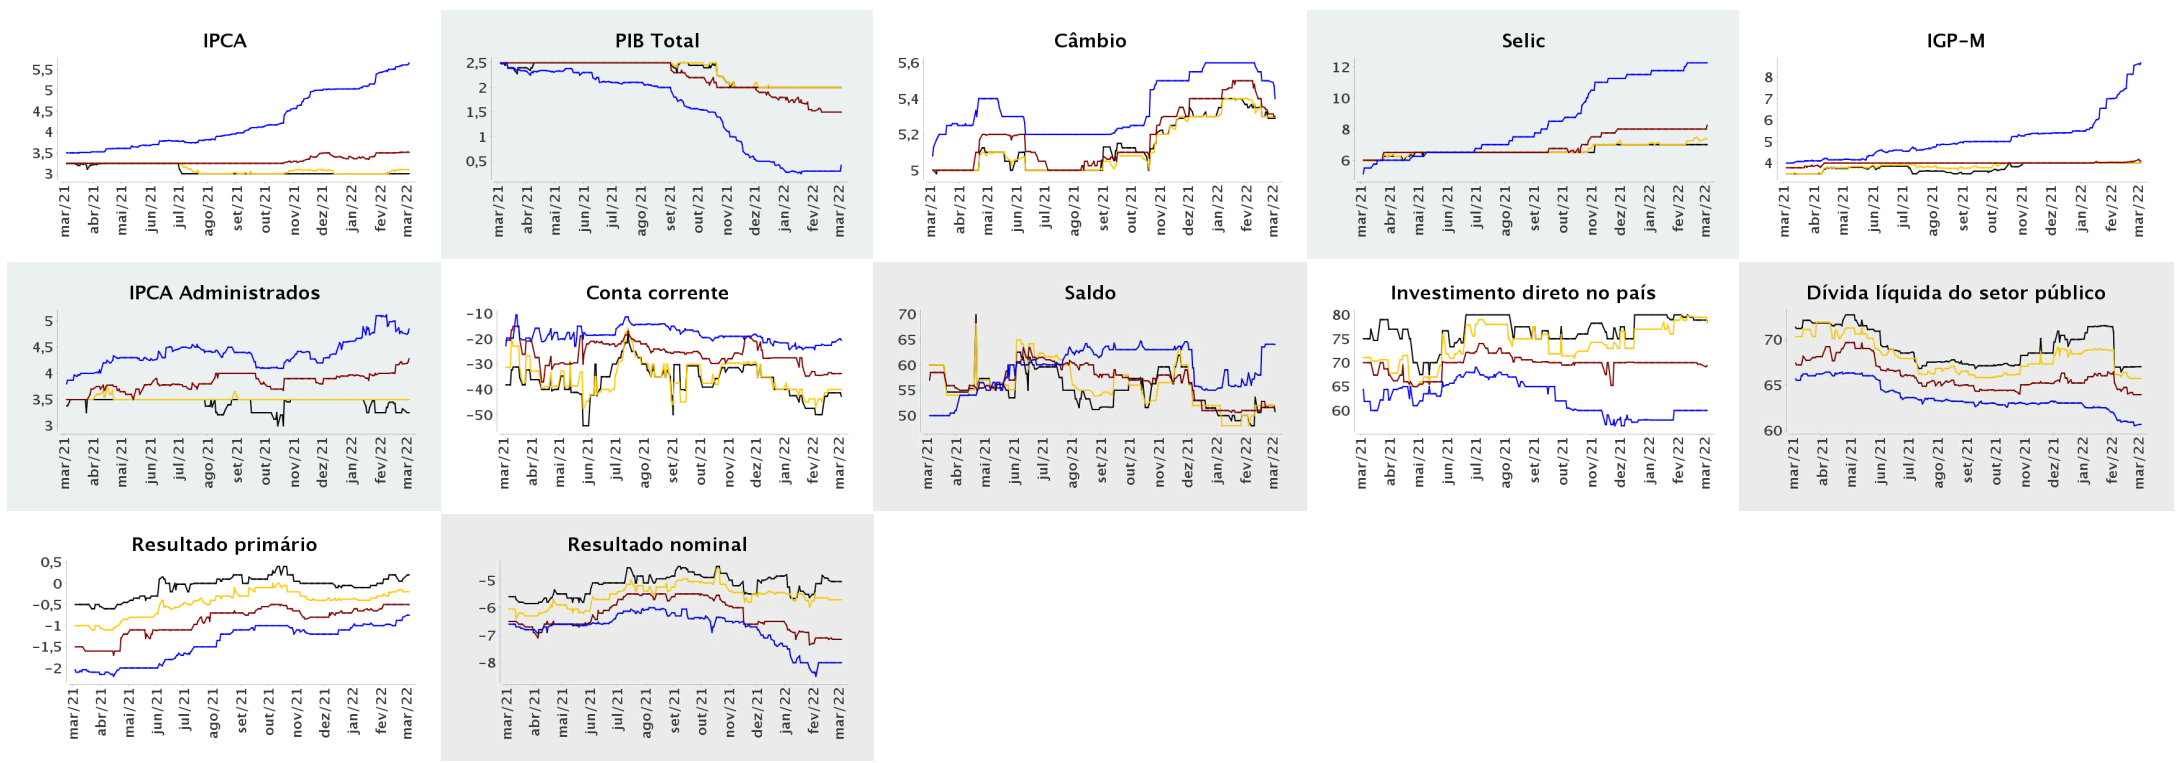 IPCA
5,5
5
4,5
4
3,5
3
mar/21 abr/21 mai/21 jun/21 jul/21 ago/21 set/21 out/21 nov/21 dez/21 jan/22 fev/22 mar/22
PIB Total
2,5
2
1,5
1
0,5
mar/21 abr/21 mai/21 jun/21 jul/21 ago/21 set/21 out/21 nov/21 dez/21 jan/22 fev/22 mar/22
Câmbio
5,6
5,4
5,2
5
mar/21 abr/21 mai/21 jun/21 jul/21 ago/21 set/21 out/21 nov/21 dez/21 jan/22 fev/22 mar/22
Selic
12
10
8
6
mar/21 abr/21 mai/21 jun/21 jul/21 ago/21 set/21 out/21 nov/21 dez/21 jan/22 fev/22 mar/22
IGP-M
8
7
6
5
4
mar/21 abr/21 mai/21 jun/21 jul/21 ago/21 set/21 out/21 nov/21 dez/21 jan/22 fev/22 mar/22
IPCA Administrados
5
4,5
4
3,5
3
mar/21 abr/21 mai/21 jun/21 jul/21 ago/21 set/21 out/21 nov/21 dez/21 jan/22 fev/22 mar/22
Conta corrente
−10
−20
−30
−40
−50
mar/21 abr/21 mai/21 jun/21 jul/21 ago/21 set/21 out/21 nov/21 dez/21 jan/22 fev/22 mar/22
Saldo
70
65
60
55
50
mar/21 abr/21 mai/21 jun/21 jul/21 ago/21 set/21 out/21 nov/21 dez/21 jan/22 fev/22 mar/22
Investimento direto no país
80
75
70
65
60
mar/21 abr/21 mai/21 jun/21 jul/21 ago/21 set/21 out/21 nov/21 dez/21 jan/22 fev/22 mar/22
Dívida líquida do setor público
70
65
60
mar/21 abr/21 mai/21 jun/21 jul/21 ago/21 set/21 out/21 nov/21 dez/21 jan/22 fev/22 mar/22
Resultado primário
0,5
0
−0,5
−1
−1,5
−2
mar/21 abr/21 mai/21 jun/21 jul/21 ago/21 set/21 out/21 nov/21 dez/21 jan/22 fev/22 mar/22
Resultado nominal
−5
−6
−7
−8
mar/21 abr/21 mai/21 jun/21 jul/21 ago/21 set/21 out/21 nov/21 dez/21 jan/22 fev/22 mar/22